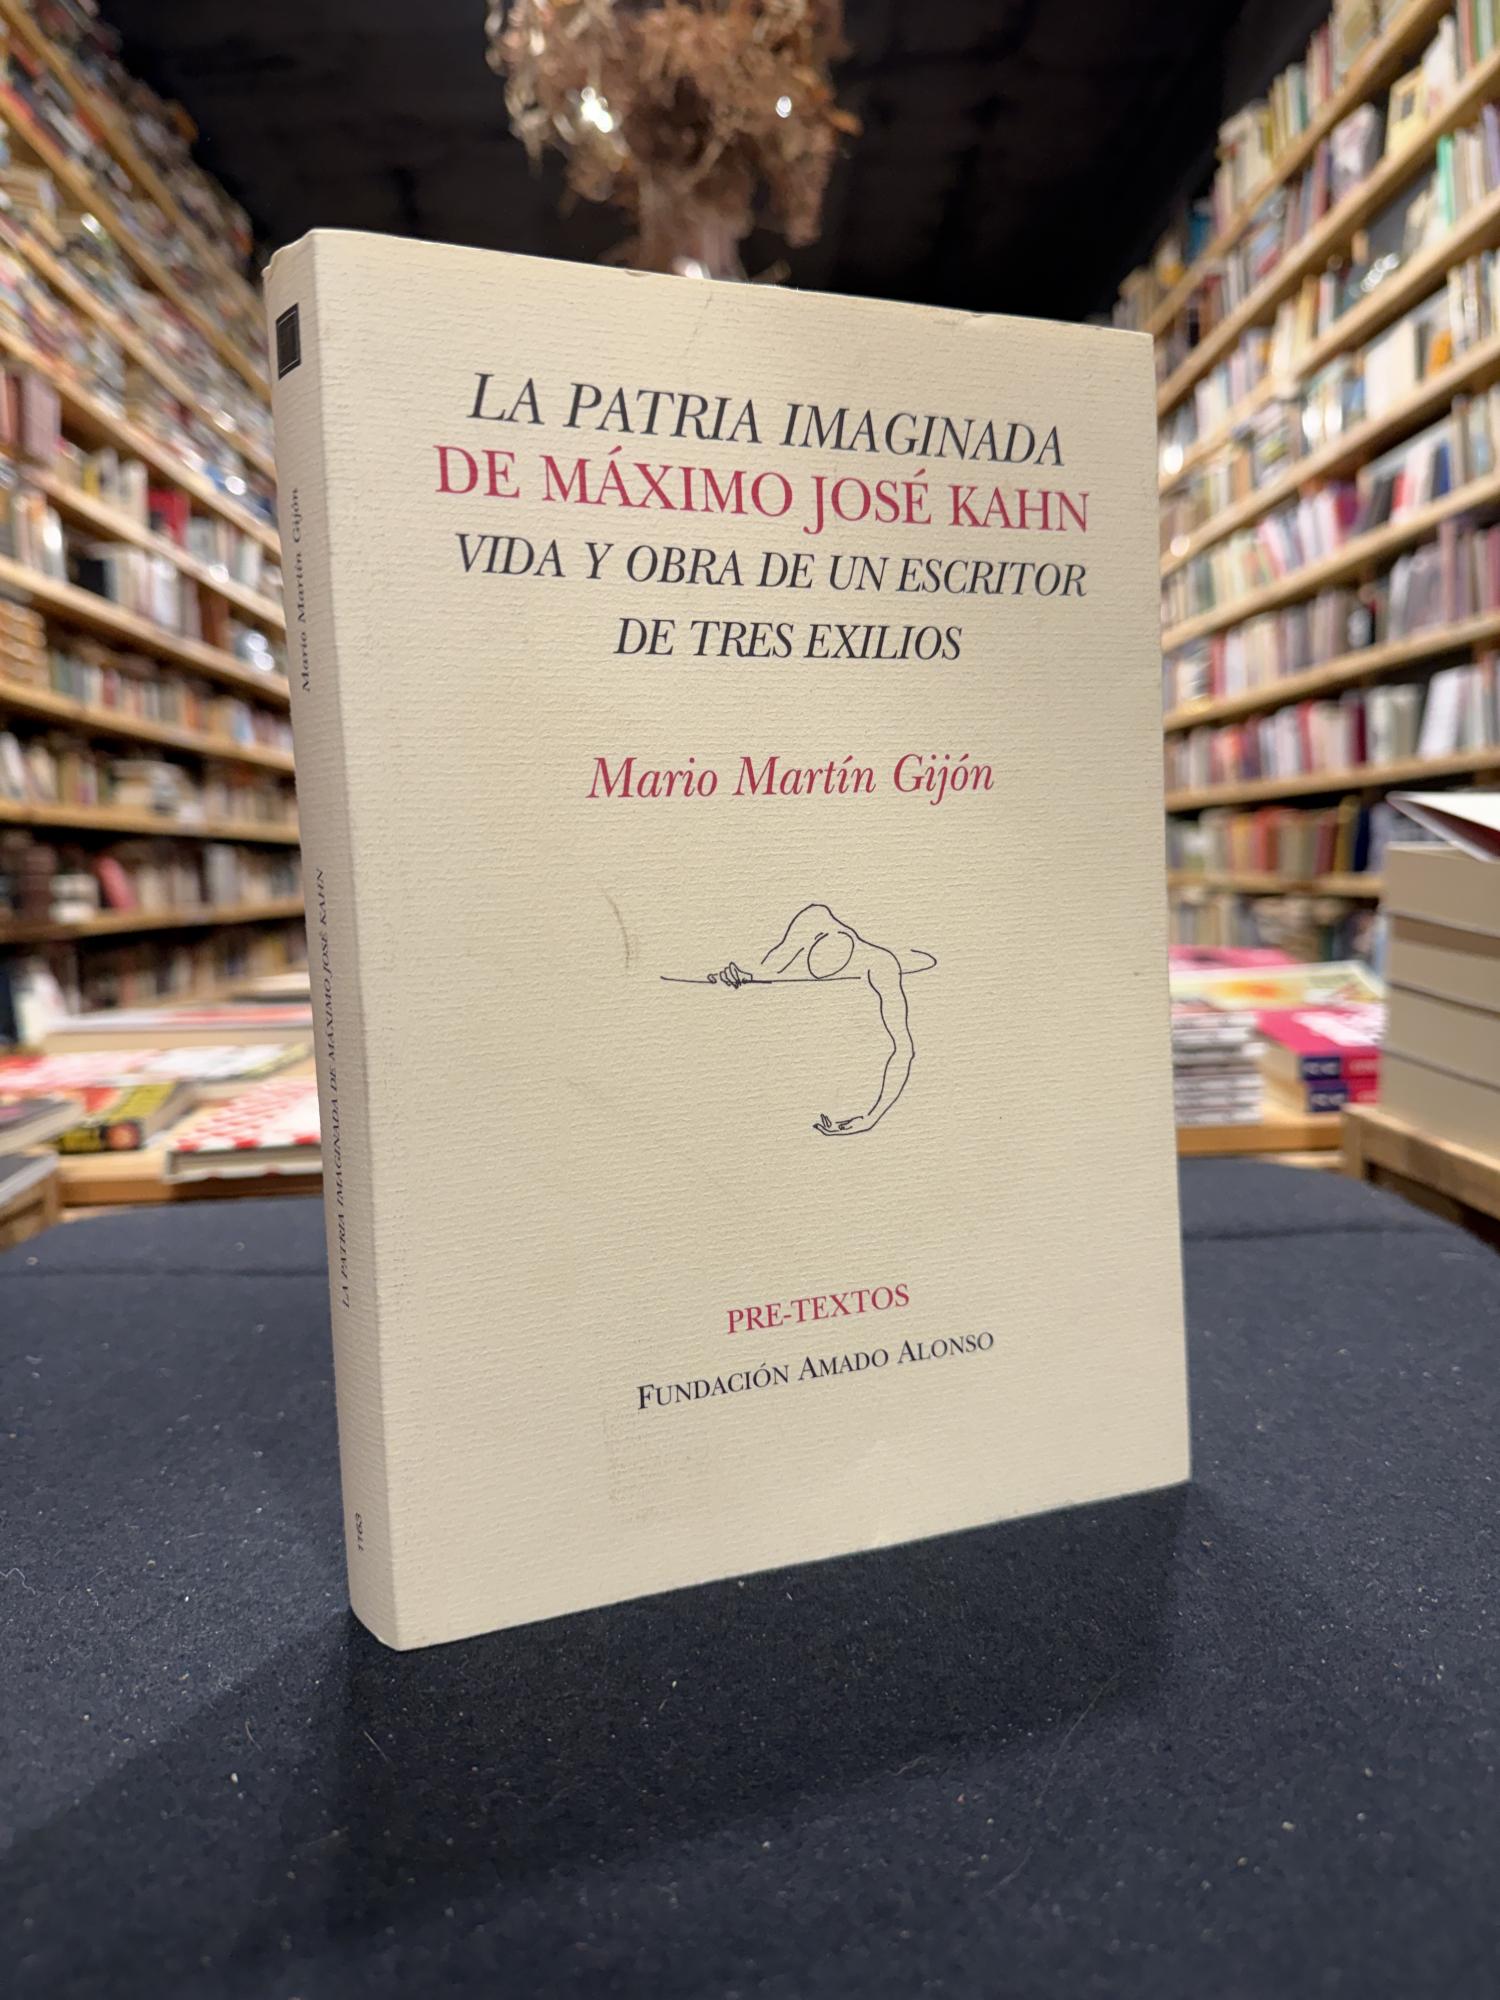 LA PATRIA IMAGINADA
DE MÁXIMO JOSÉ KAHN
VIDA Y OBRA DE UN ESCRITOR
DE TRES EXILIOS
Mario Martín Gijón
PRE-TEXTOS
FUNDACIÓN AMADO ALONSO
Mario Martín Gijón
LA PATRIA IMAGINADA DE MÁXIMO JOSÉ KAHN
1163